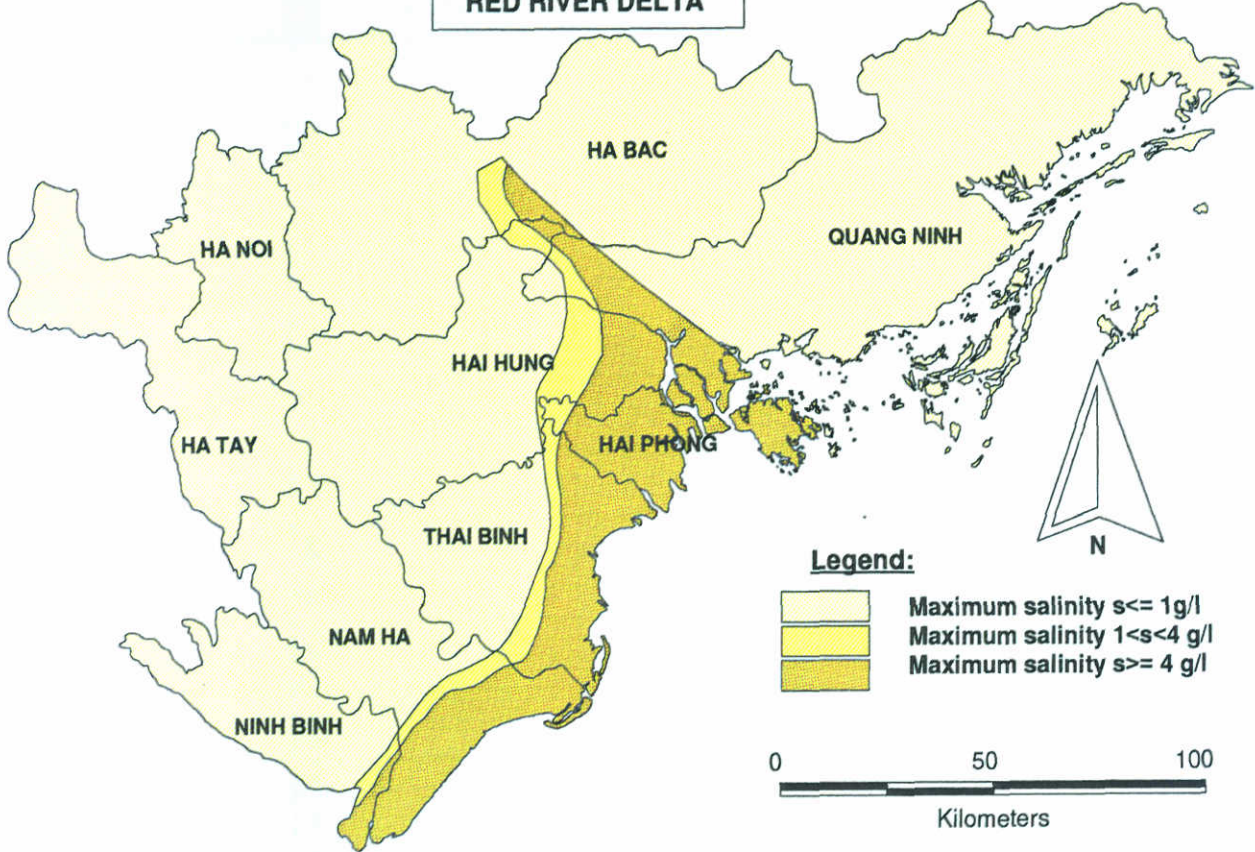 RED RIVER DELTA
HA BAC
HA NOI
QUANG NINH
HAI HUNG
HA TAY
HAI PHONG
THAI BINH
NAM HA
NINH BINH
N
Legend:
Maximum salinity s<= 1g/l
Maximum salinity 1<s<4 g/l
Maximum salinity s>= 4 g/l
0 50 100
Kilometers